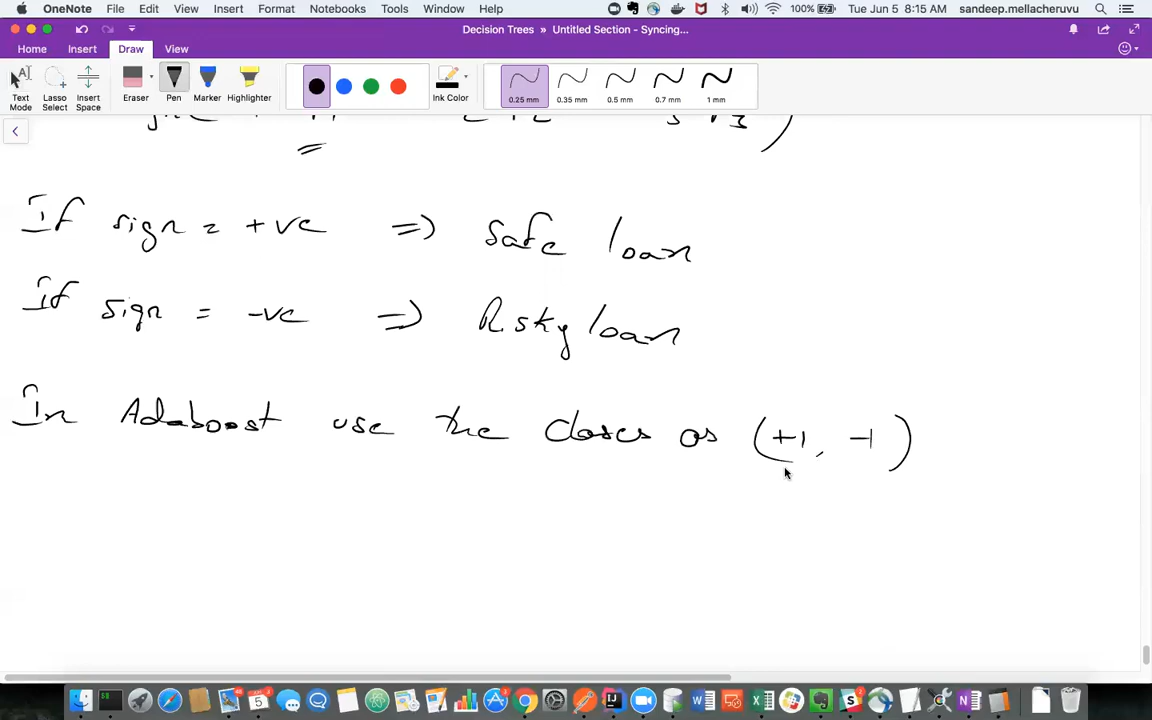 OneNote File Edit View Insert Format Notebooks Tools Window Help 100% Tue Jun 5 8:15 AM sandeep.mellacheruvu
Decision Trees » Untitled Section - Syncing...
Home Insert Draw View
Text Mode Lasso Select Insert Space Eraser Pen Marker Highlighter Ink Color 0.25 mm 0.35 mm 0.5 mm 0.7 mm 1 mm
If sign = +ve => Safe loan
If sign = -ve => Risky loan
In Adaboost use the classes as (+1, -1)